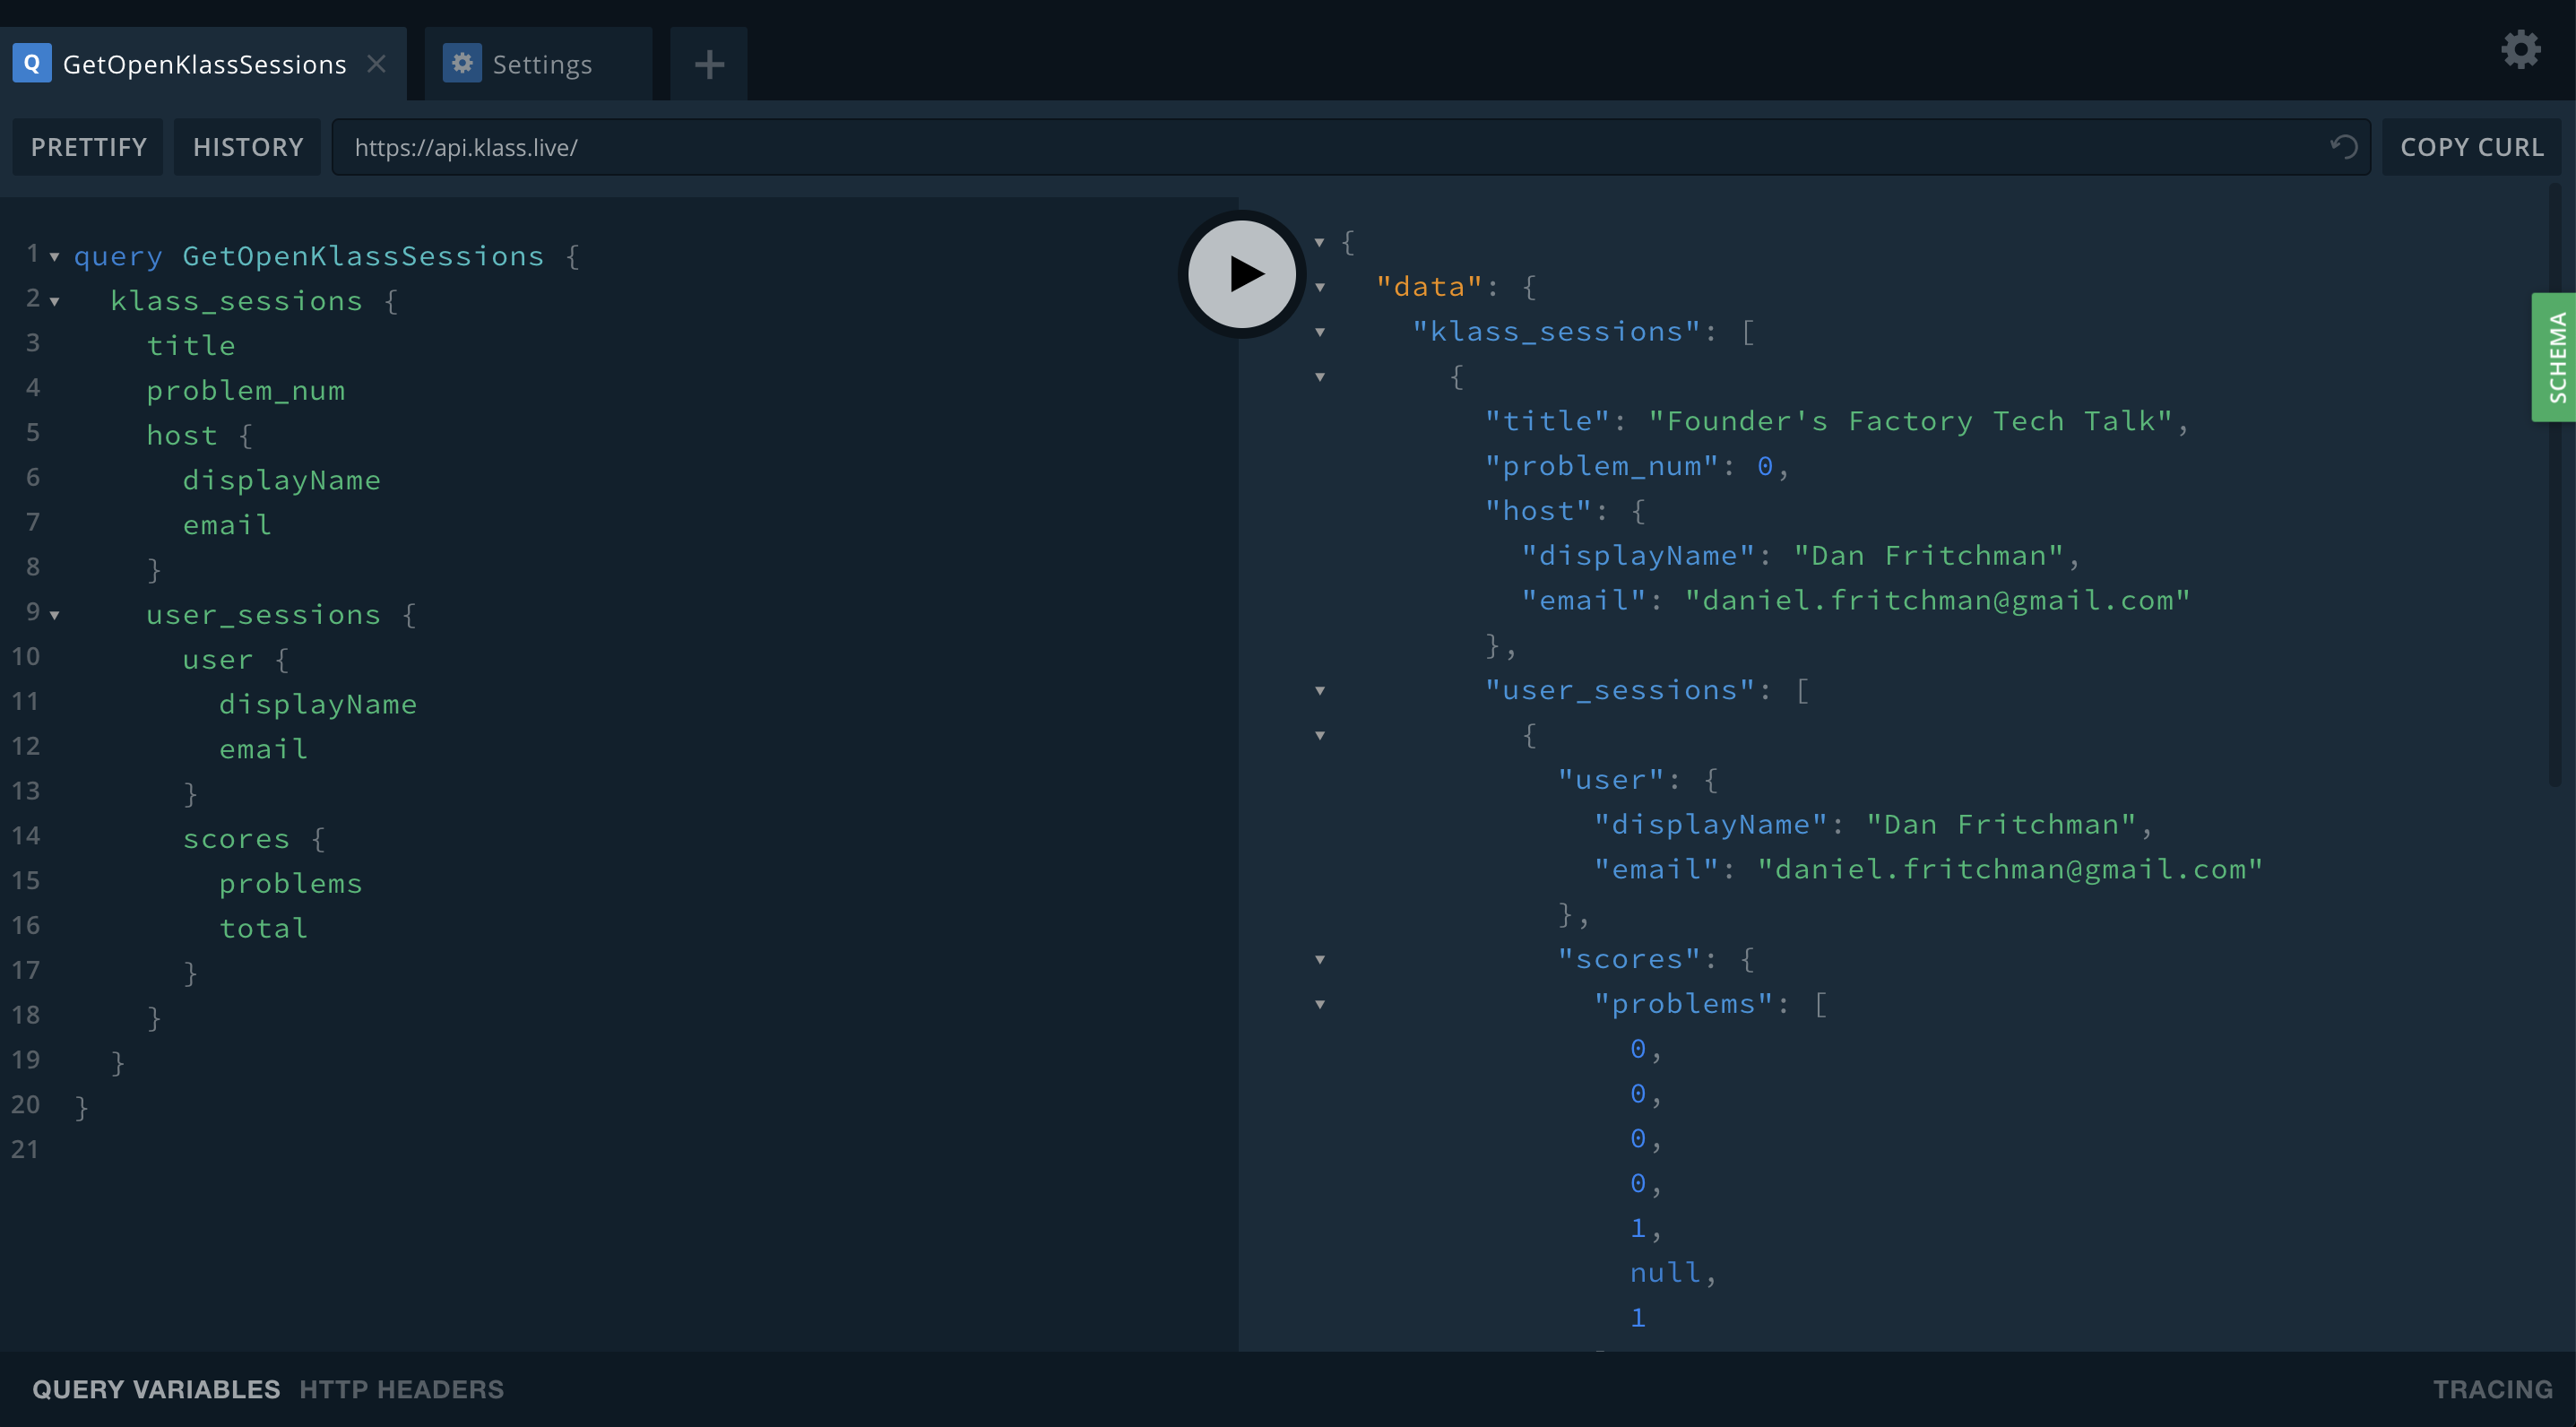 Q GetOpenKlassSessions Settings
PRETTIFY HISTORY https://api.klass.live/ COPY CURL
1 query GetOpenKlassSessions {
2 klass_sessions {
3 title
4 problem_num
5 host {
6 displayName
7 email
8 }
9 user_sessions {
10 user {
11 displayName
12 email
13 }
14 scores {
15 problems
16 total
17 }
18 }
19 }
20 }
21
{
"data": {
"klass_sessions": [
{
"title": "Founder's Factory Tech Talk",
"problem_num": 0,
"host": {
"displayName": "Dan Fritchman",
"email": "daniel.fritchman@gmail.com"
},
"user_sessions": [
{
"user": {
"displayName": "Dan Fritchman",
"email": "daniel.fritchman@gmail.com"
},
"scores": {
"problems": [
0,
0,
0,
0,
1,
null,
1
SCHEMA
QUERY VARIABLES HTTP HEADERS TRACING